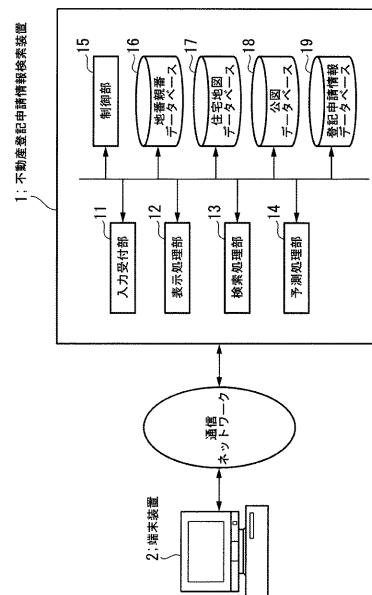 1;不動産登記申請情報検索装置
15
制御部
16
地番親番
データベース
17
住宅地図
データベース
18
公図
データベース
19
登記申請情報
データベース
11
入力受付部
12
表示処理部
13
検索処理部
14
予測処理部
通信
ネットワーク
2;端末装置